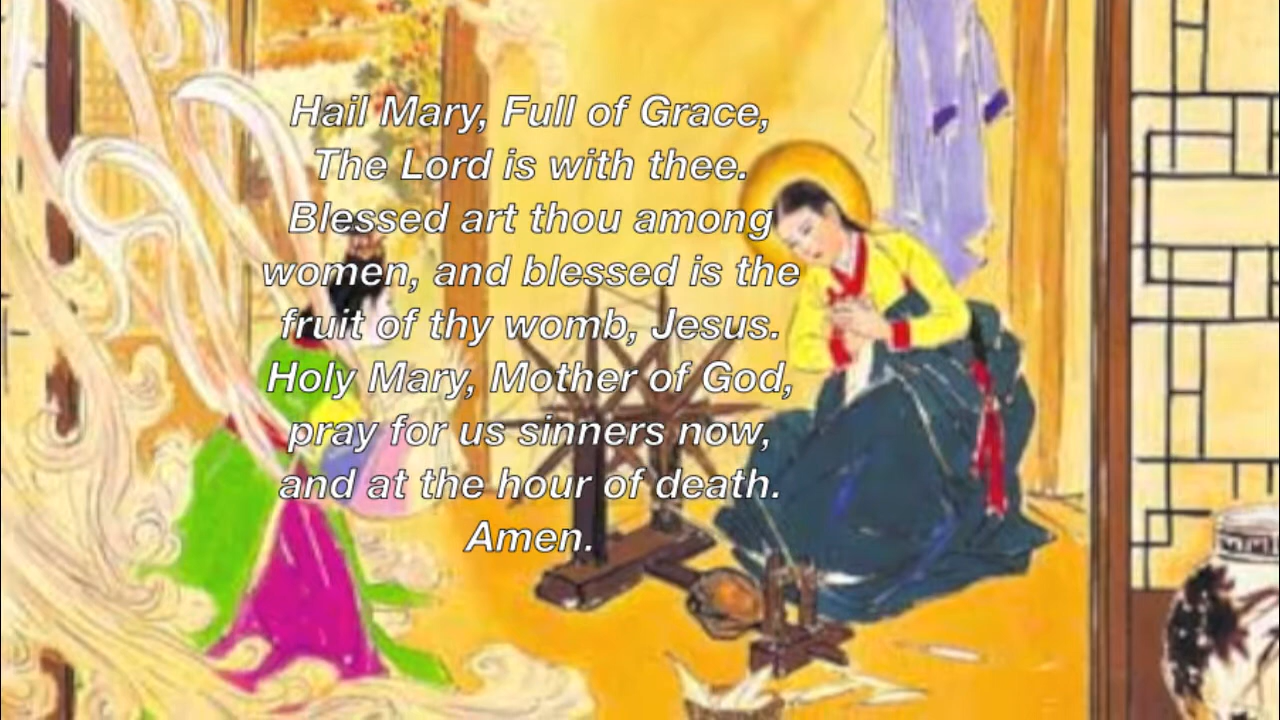 Hail Mary, Full of Grace,
The Lord is with thee.
Blessed art thou among
women, and blessed is the
fruit of thy womb, Jesus.
Holy Mary, Mother of God,
pray for us sinners now,
and at the hour of death.
Amen.